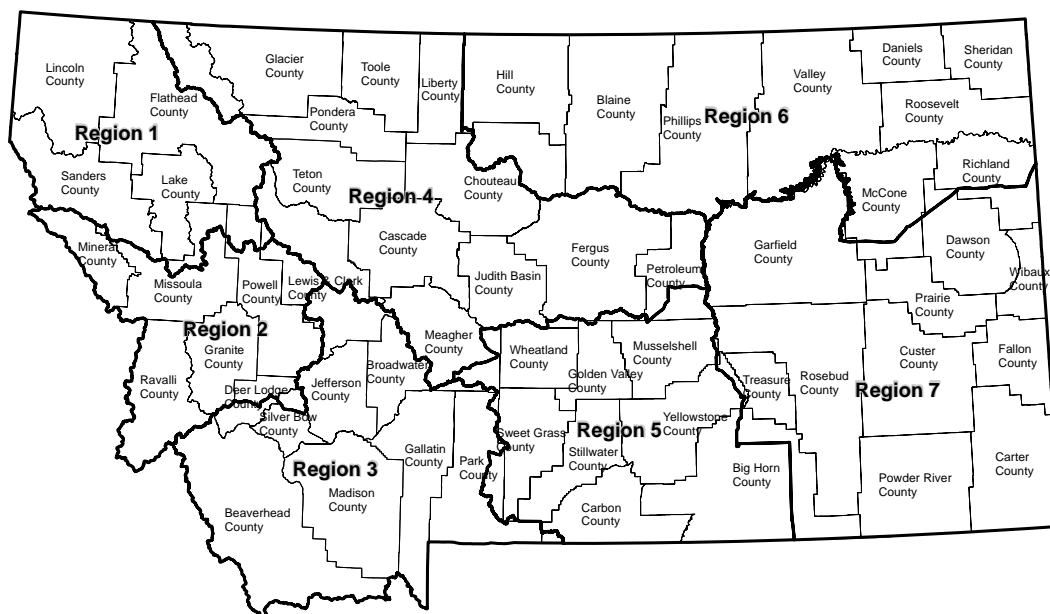 Lincoln
County
Flathead
County
Region 1
Sanders
County
Lake
County
Glacier
County
Toole
County
Liberty
County
Pondera
County
Teton
County
Region 4
Chouteau
County
Cascade
County
Judith Basin
County
Fergus
County
Petroleum
County
Meagher
County
Hill
County
Blaine
County
Phillips
County
Region 6
Valley
County
Daniels
County
Sheridan
County
Roosevelt
County
Richland
County
McCone
County
Mineral
County
Missoula
County
Powell
County
Lewis & Clark
County
Region 2
Granite
County
Ravalli
County
Deer Lodge
County
Silver Bow
County
Jefferson
County
Broadwater
County
Region 3
Madison
County
Beaverhead
County
Gallatin
County
Park
County
Wheatland
County
Golden Valley
County
Musselshell
County
Sweet Grass
County
Region 5
Stillwater
County
Yellowstone
County
Carbon
County
Big Horn
County
Garfield
County
Dawson
County
Wibaux
County
Prairie
County
Treasure
County
Rosebud
County
Custer
County
Fallon
County
Region 7
Powder River
County
Carter
County